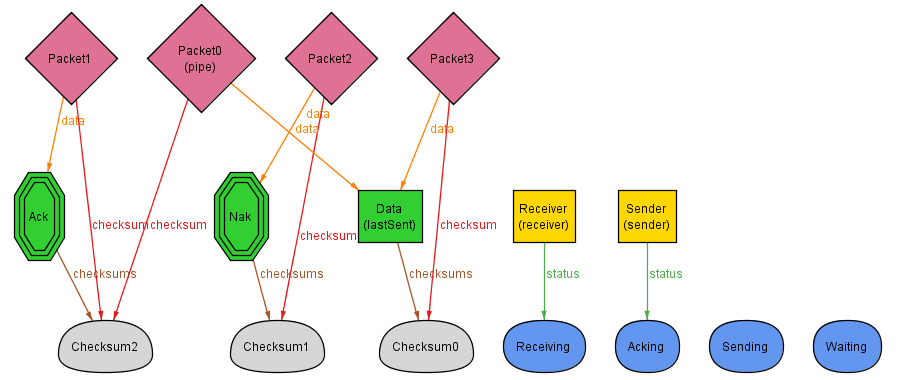 Packet1
Packet0
(pipe)
Packet2
Packet3
data
data
data
data
Ack
Nak
Data
(lastSent)
Receiver
(receiver)
Sender
(sender)
checksum
checksum
checksum
checksum
checksums
checksums
checksums
status
status
Checksum2
Checksum1
Checksum0
Receiving
Acking
Sending
Waiting